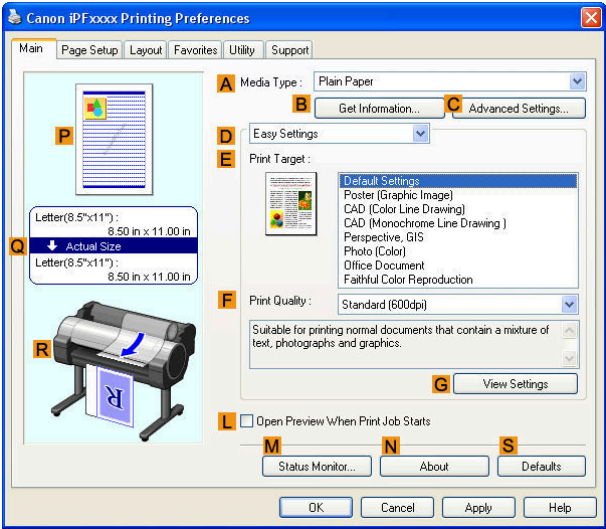 Canon iPFxxxx Printing Preferences
Main Page Setup Layout Favorites Utility Support
A Media Type : Plain Paper
B Get Information... C Advanced Settings...
D Easy Settings
E Print Target :
Default Settings
Poster (Graphic Image)
CAD (Color Line Drawing)
CAD (Monochrome Line Drawing )
Perspective, GIS
Photo (Color)
Office Document
Faithful Color Reproduction
P
Q
Letter(8.5"x11") :
8.50 in x 11.00 in
Actual Size
Letter(8.5"x11") :
8.50 in x 11.00 in
R
R
F Print Quality : Standard (600dpi)
Suitable for printing normal documents that contain a mixture of
text, photographs and graphics.
G View Settings
L Open Preview When Print Job Starts
M Status Monitor... N About S Defaults
OK Cancel Apply Help